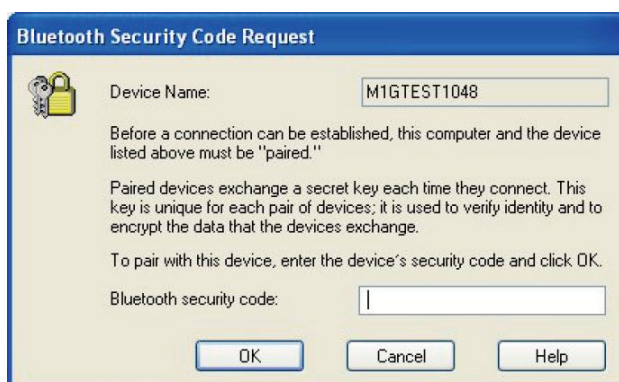 Bluetooth Security Code Request
Device Name: M1GTEST1048
Before a connection can be established, this computer and the device
listed above must be "paired."
Paired devices exchange a secret key each time they connect. This
key is unique for each pair of devices; it is used to verify identity and to
encrypt the data that the devices exchange.
To pair with this device, enter the device's security code and click OK.
Bluetooth security code:
OK Cancel Help